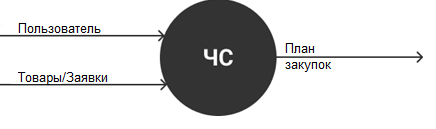 Пользователь
Товары/Заявки
ЧС
План
закупок